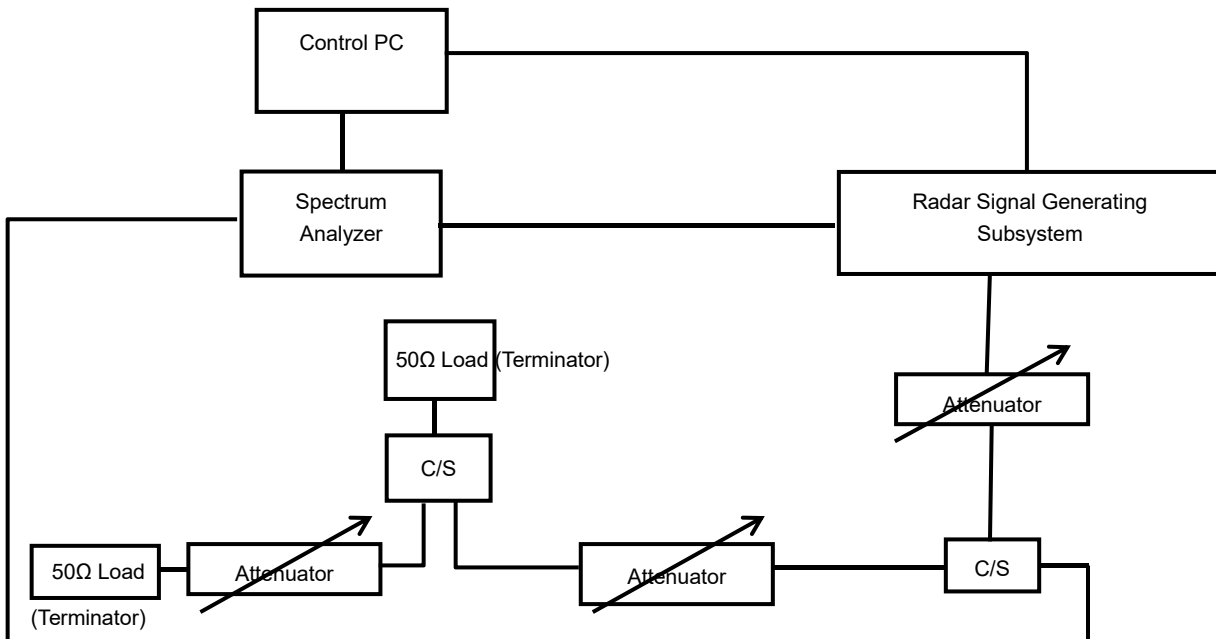 Control PC
Spectrum
Analyzer
Radar Signal Generating
Subsystem
50Ω Load (Terminator)
Attenuator
C/S
50Ω Load
(Terminator)
Attenuator
Attenuator
C/S